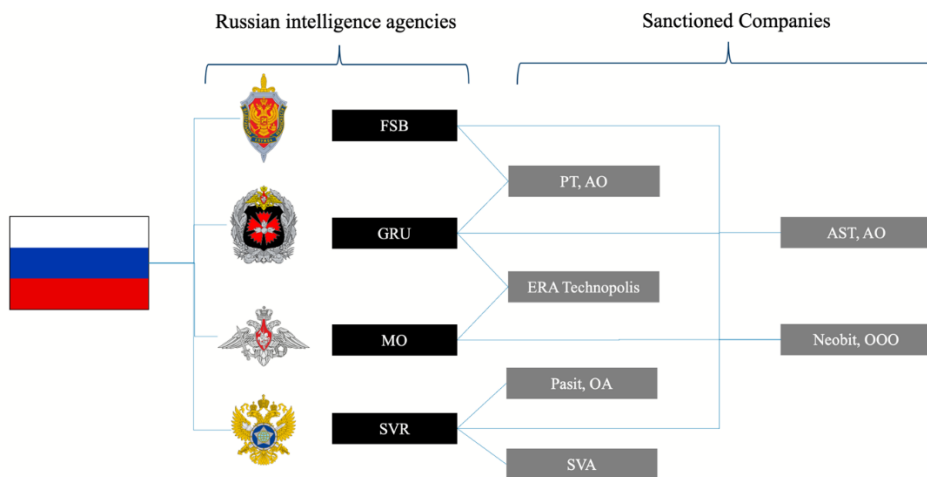 Russian intelligence agencies
Sanctioned Companies
FSB
PT, AO
GRU
AST, AO
ERA Technopolis
MO
Neobit, OOO
Pasit, OA
SVR
SVA